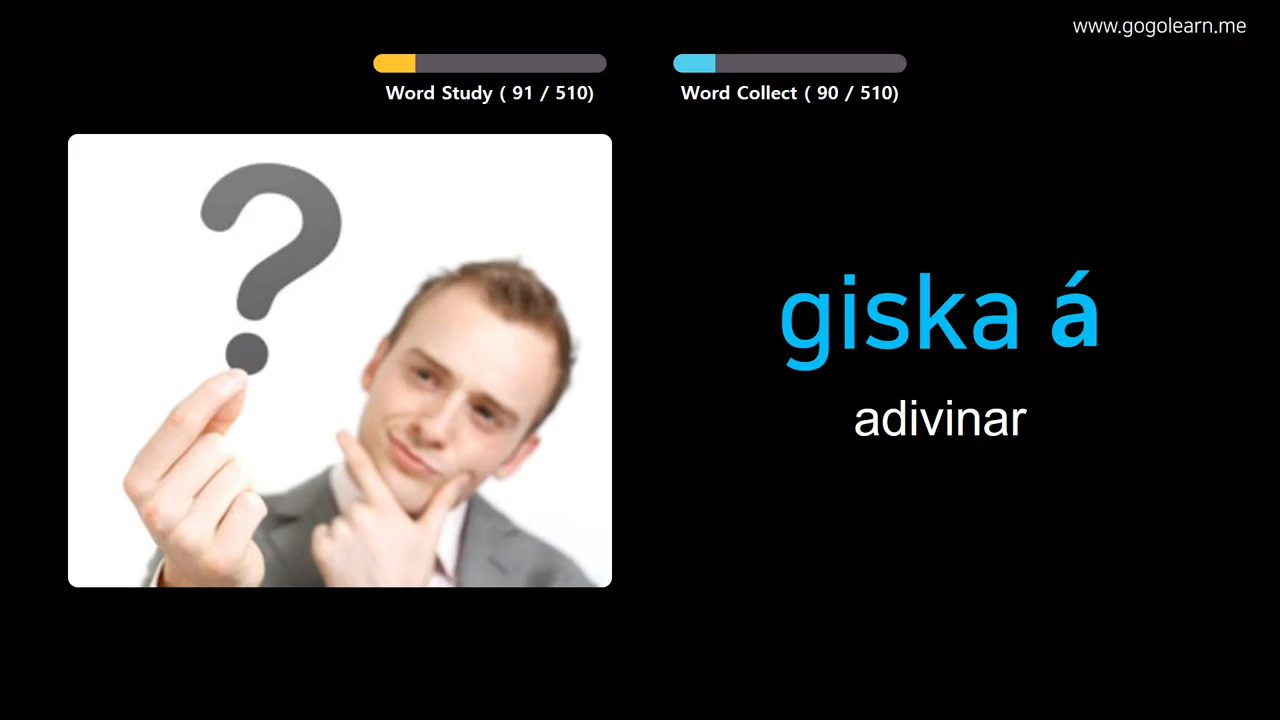 www.gogolearn.me
Word Study ( 91 / 510)
Word Collect ( 90 / 510)
?
giska á
adivinar